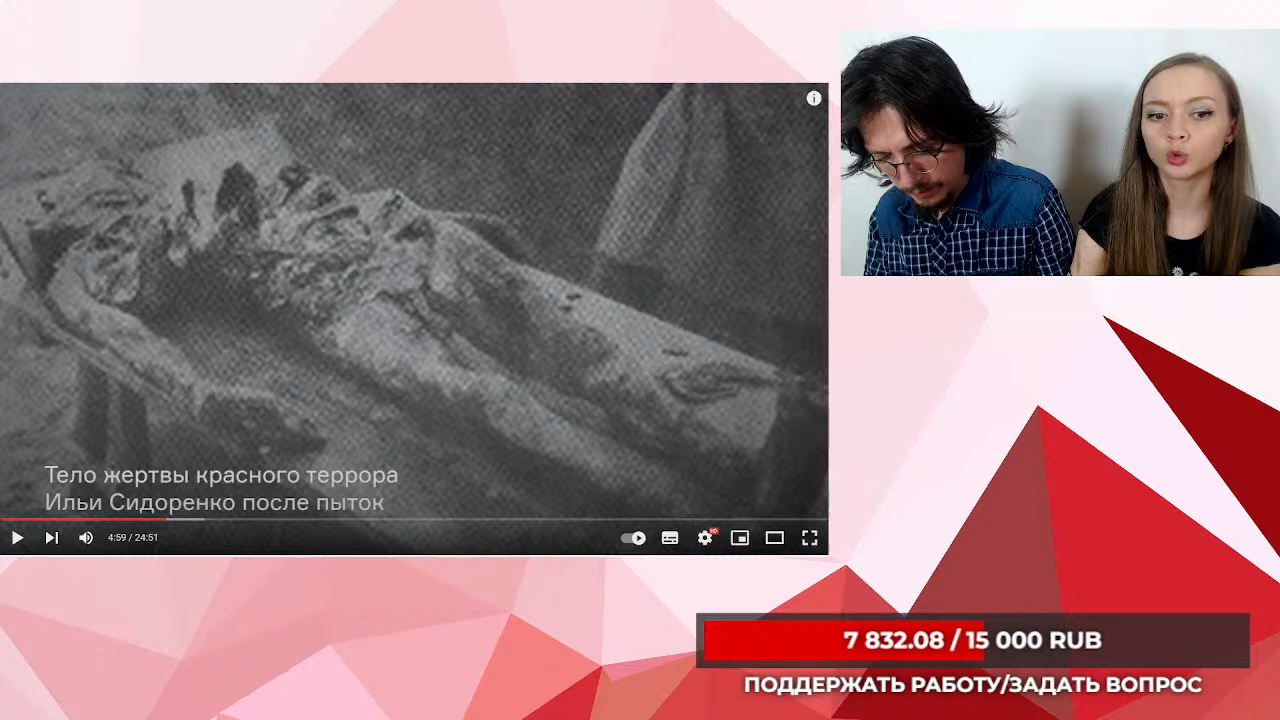 Тело жертвы красного террора
Ильи Сидоренко после пыток
4:59 / 24:51
HD
7 832.08 / 15 000 RUB
ПОДДЕРЖАТЬ РАБОТУ/ЗАДАТЬ ВОПРОС